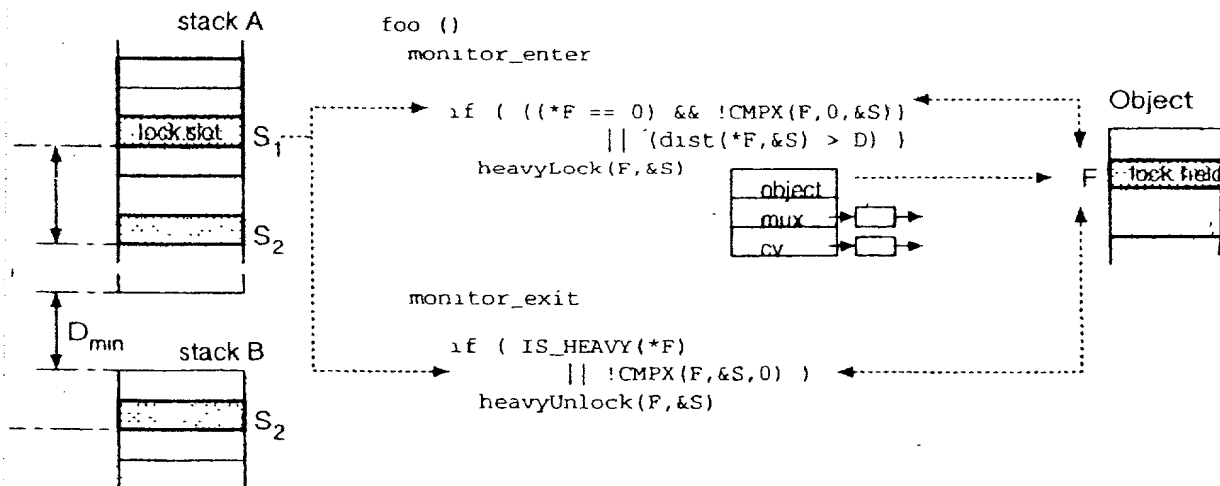 stack A
lock slot
S1
S2
Dmin
stack B
S2
foo ()
monitor_enter
if ( ((*F == 0) && !CMPX(F,0,&S))
|| (dist(*F,&S) > D) )
heavyLock(F,&S)
object
mux
cv
monitor_exit
if ( IS_HEAVY(*F)
|| !CMPX(F,&S,0) )
heavyUnlock(F,&S)
Object
F
lock field